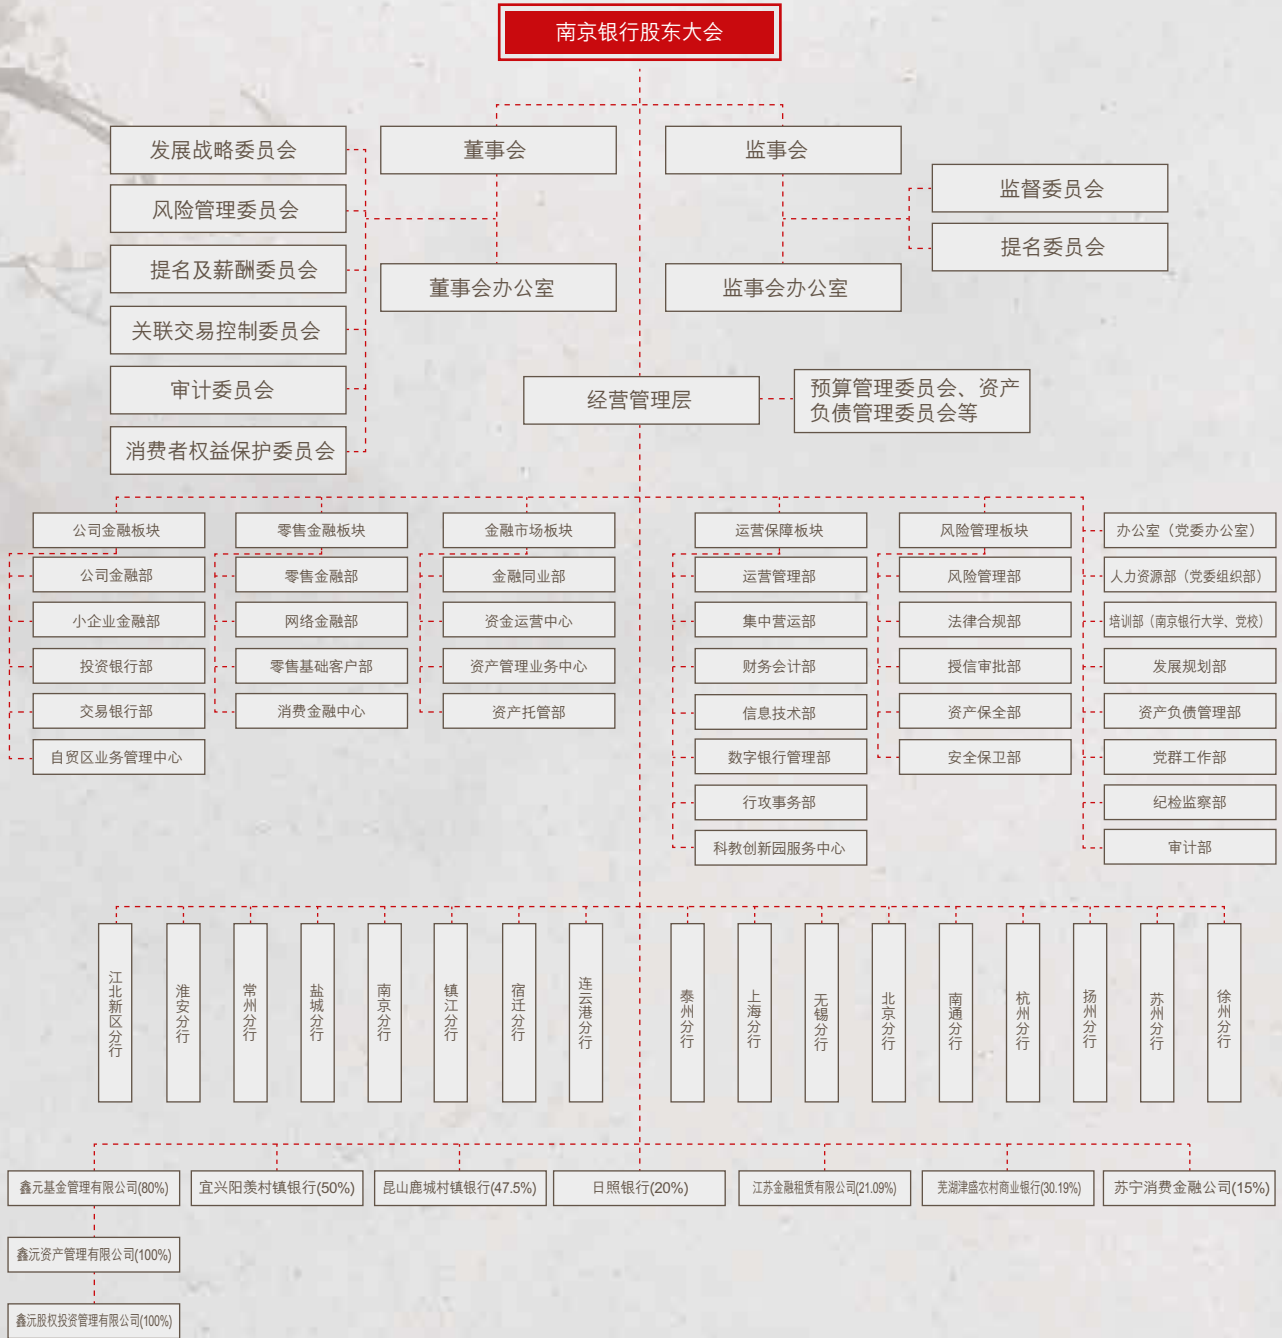 南京银行股东大会
董事会
监事会
发展战略委员会
风险管理委员会
提名及薪酬委员会
关联交易控制委员会
审计委员会
消费者权益保护委员会
董事会办公室
监事会办公室
监督委员会
提名委员会
经营管理层
预算管理委员会、资产
负债管理委员会等
公司金融板块
公司金融部
小企业金融部
投资银行部
交易银行部
自贸区业务管理中心
零售金融板块
零售金融部
网络金融部
零售基础客户部
消费金融中心
金融市场板块
金融同业部
资金运营中心
资产管理业务中心
资产托管部
运营保障板块
运营管理部
集中营运部
财务会计部
信息技术部
数字银行管理部
行攻事务部
科教创新园服务中心
风险管理板块
风险管理部
法律合规部
授信审批部
资产保全部
安全保卫部
办公室（党委办公室）
人力资源部（党委组织部）
培训部（南京银行大学、党校）
发展规划部
资产负债管理部
党群工作部
纪检监察部
审计部
江北新区分行
淮安分行
常州分行
盐城分行
南京分行
镇江分行
宿迁分行
连云港分行
泰州分行
上海分行
无锡分行
北京分行
南通分行
杭州分行
扬州分行
苏州分行
徐州分行
鑫元基金管理有限公司(80%)
宜兴阳羡村镇银行(50%)
昆山鹿城村镇银行(47.5%)
日照银行(20%)
江苏金融租赁有限公司(21.09%)
芜湖津盛农村商业银行(30.19%)
苏宁消费金融公司(15%)
鑫沅资产管理有限公司(100%)
鑫沅股权投资管理有限公司(100%)